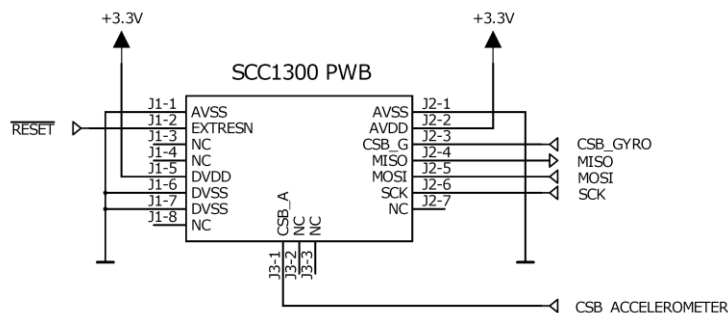 +3.3V
+3.3V
SCC1300 PWB
J1-1 AVSS
AVSS J2-1
RESET J1-2 EXTRESN
AVDD J2-2
J1-3 NC
CSB_G J2-3 CSB_GYRO
J1-4 NC
MISO J2-4 MISO
J1-5 DVDD
MOSI J2-5 MOSI
J1-6 DVSS
SCK J2-6 SCK
J1-7 DVSS
NC J2-7
J1-8 NC
CSB_A
NC
NC
J3-1
J3-2
J3-3
CSB ACCELEROMETER